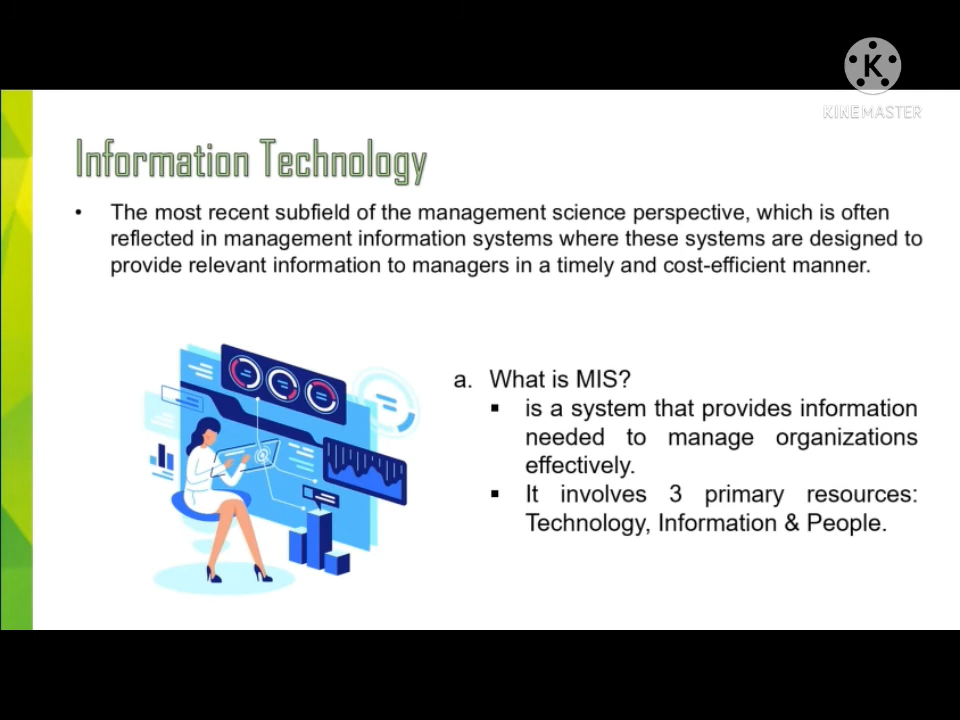 K
KINEMASTER
Information Technology
• The most recent subfield of the management science perspective, which is often
reflected in management information systems where these systems are designed to
provide relevant information to managers in a timely and cost-efficient manner.
a. What is MIS?
▪ is a system that provides information
needed to manage organizations
effectively.
▪ It involves 3 primary resources:
Technology, Information & People.